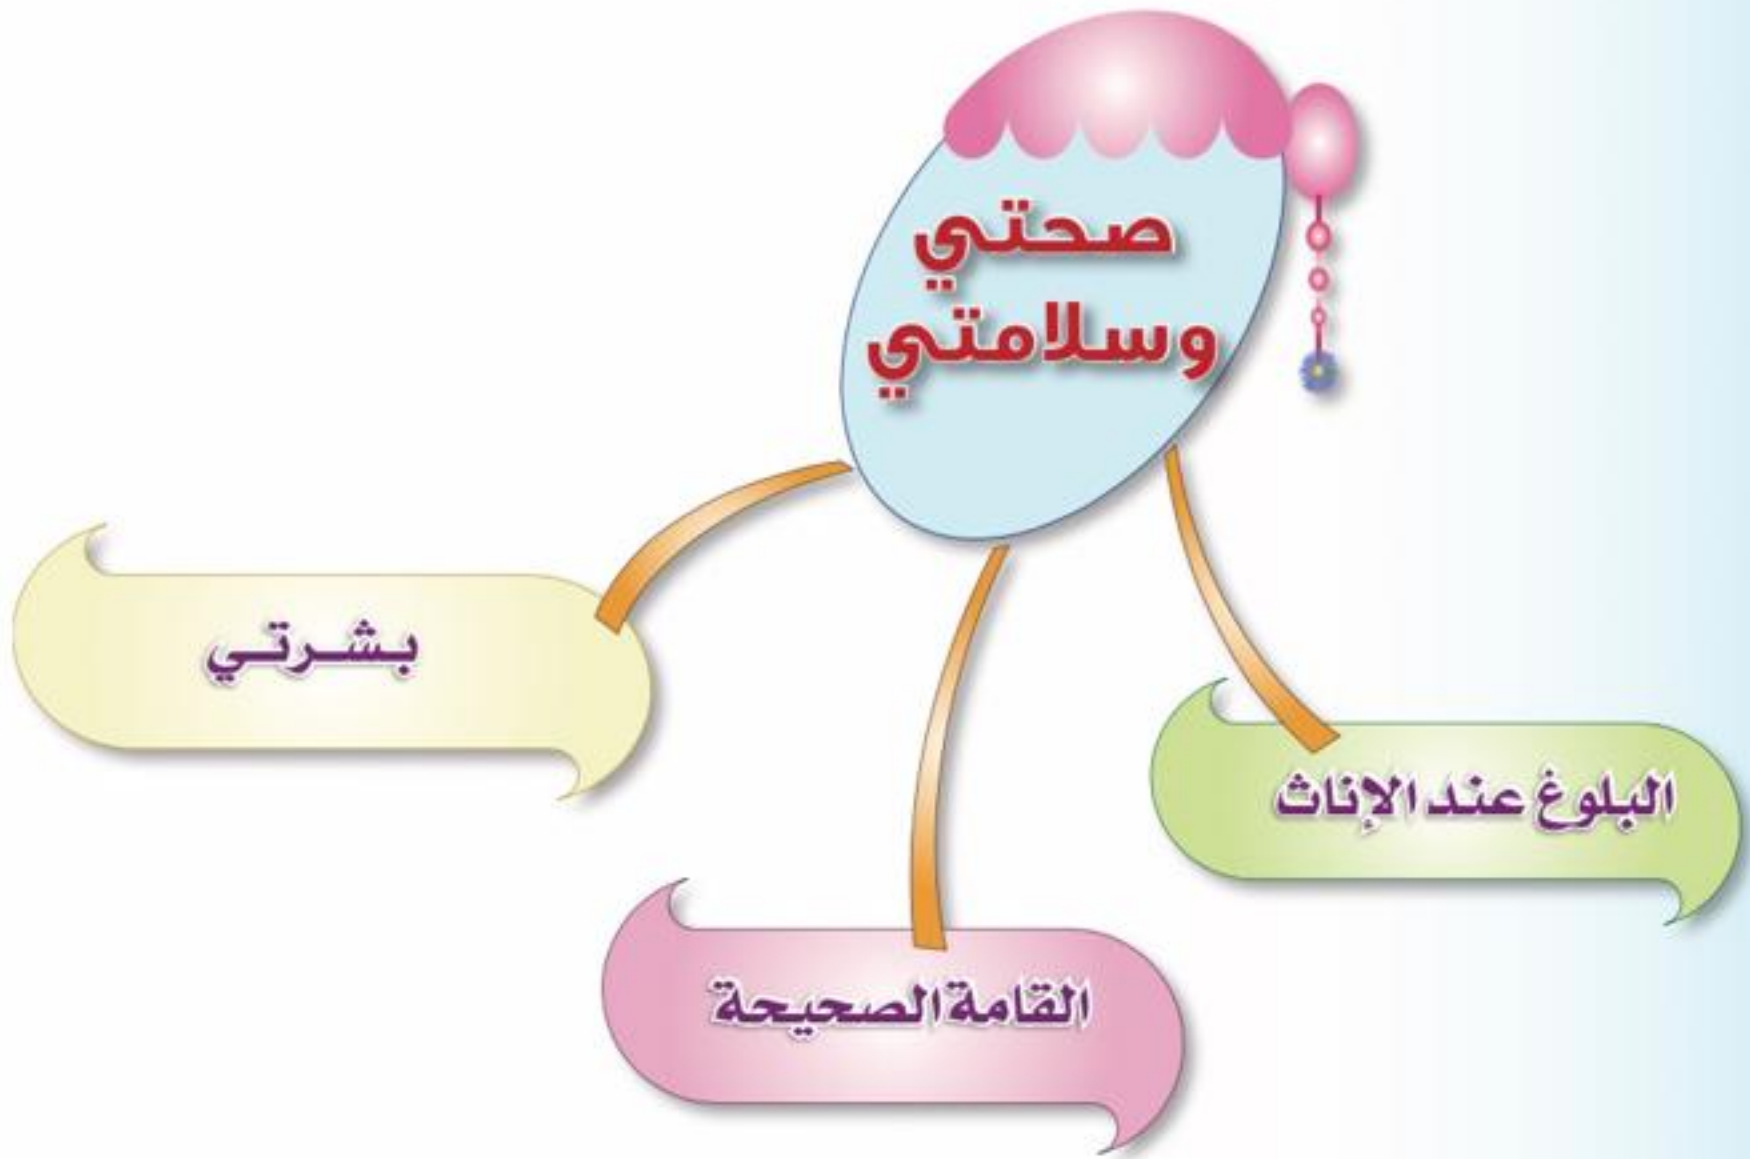 صحتي
وسلامتي
البلوغ عند الإناث
القامة الصحيحة
بشرتي